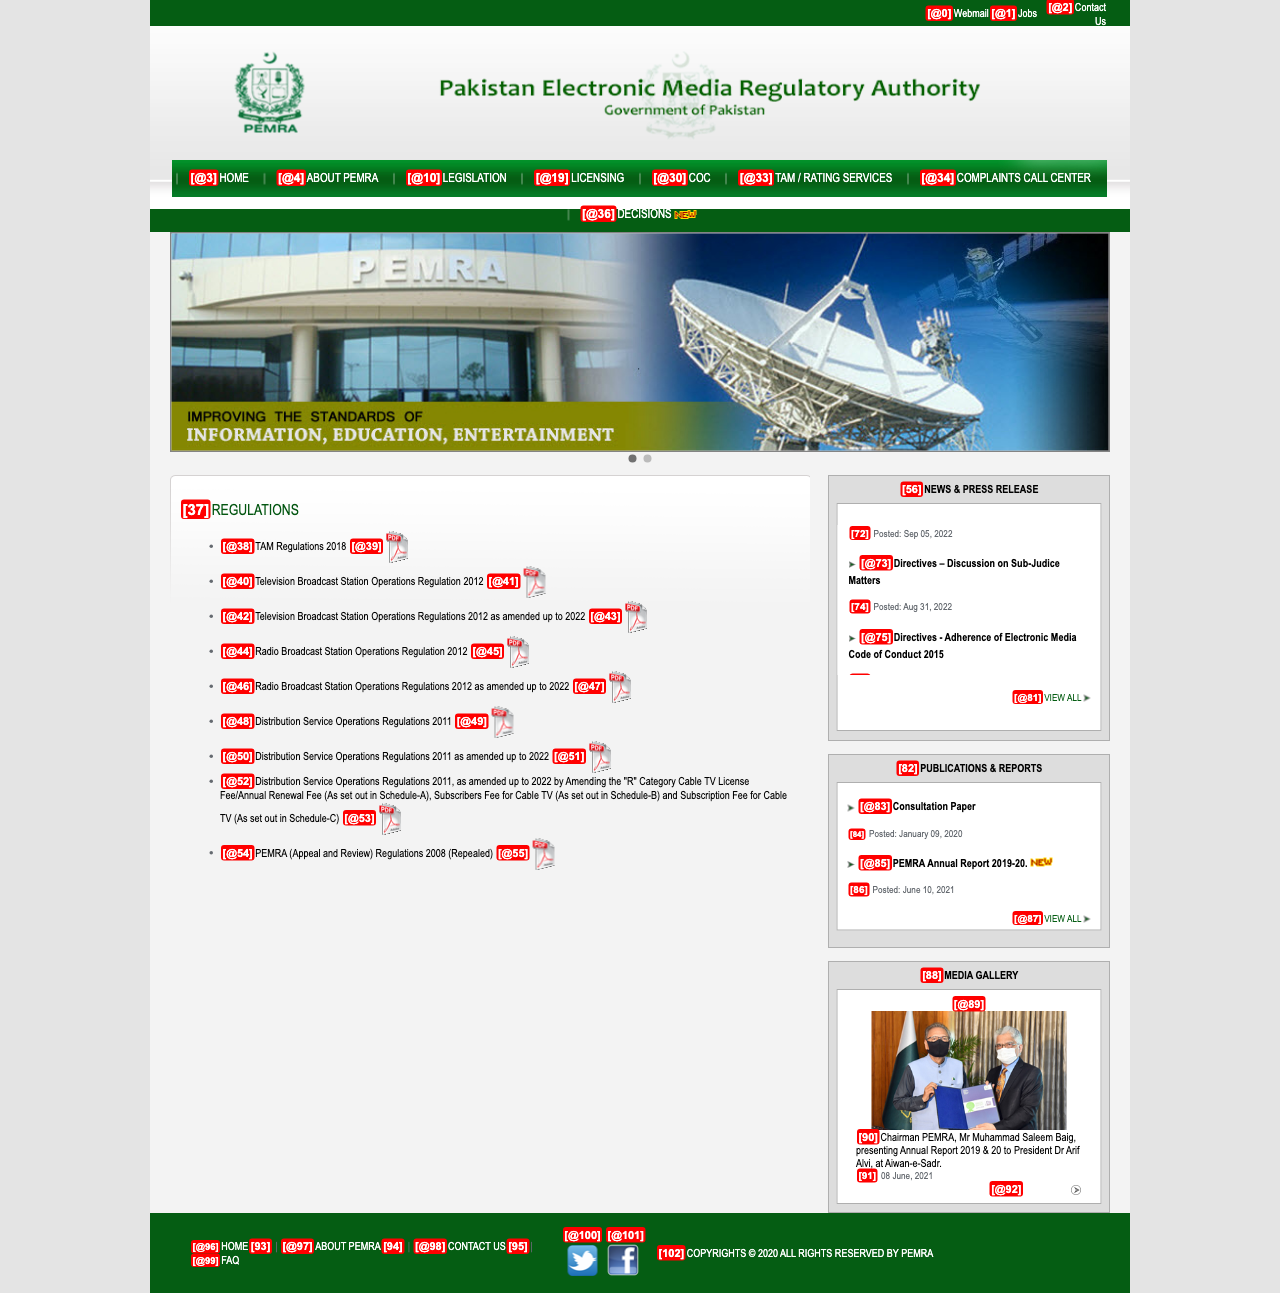 [@0] Webmail [@1] Jobs [@2] Contact Us
PEMRA
Pakistan Electronic Media Regulatory Authority
Government of Pakistan
[@3] HOME | [@4] ABOUT PEMRA | [@10] LEGISLATION | [@19] LICENSING | [@30] COC | [@33] TAM / RATING SERVICES | [@34] COMPLAINTS CALL CENTER
| [@36] DECISIONS NEW
PEMRA
IMPROVING THE STANDARDS OF
INFORMATION, EDUCATION, ENTERTAINMENT
[37] REGULATIONS
• [@38] TAM Regulations 2018 [@39] PDF
• [@40] Television Broadcast Station Operations Regulation 2012 [@41] PDF
• [@42] Television Broadcast Station Operations Regulations 2012 as amended up to 2022 [@43] PDF
• [@44] Radio Broadcast Station Operations Regulation 2012 [@45] PDF
• [@46] Radio Broadcast Station Operations Regulations 2012 as amended up to 2022 [@47] PDF
• [@48] Distribution Service Operations Regulations 2011 [@49] PDF
• [@50] Distribution Service Operations Regulations 2011 as amended up to 2022 [@51] PDF
• [@52] Distribution Service Operations Regulations 2011, as amended up to 2022 by Amending the "R" Category Cable TV License
Fee/Annual Renewal Fee (As set out in Schedule-A), Subscribers Fee for Cable TV (As set out in Schedule-B) and Subscription Fee for Cable
TV (As set out in Schedule-C) [@53] PDF
• [@54] PEMRA (Appeal and Review) Regulations 2008 (Repealed) [@55] PDF
[56] NEWS & PRESS RELEASE
[72] Posted: Sep 05, 2022
[@73] Directives – Discussion on Sub-Judice
Matters
[74] Posted: Aug 31, 2022
[@75] Directives - Adherence of Electronic Media
Code of Conduct 2015
[@81] VIEW ALL
[82] PUBLICATIONS & REPORTS
[@83] Consultation Paper
[84] Posted: January 09, 2020
[@85] PEMRA Annual Report 2019-20. NEW
[86] Posted: June 10, 2021
[@87] VIEW ALL
[88] MEDIA GALLERY
[@89]
[90] Chairman PEMRA, Mr Muhammad Saleem Baig,
presenting Annual Report 2019 & 20 to President Dr Arif
Alvi, at Aiwan-e-Sadr.
[91] 08 June, 2021
[@92]
[@96] HOME [93] | [@97] ABOUT PEMRA [94] | [@98] CONTACT US [95] |
[@99] FAQ
[@100] [@101]
[102] COPYRIGHTS © 2020 ALL RIGHTS RESERVED BY PEMRA